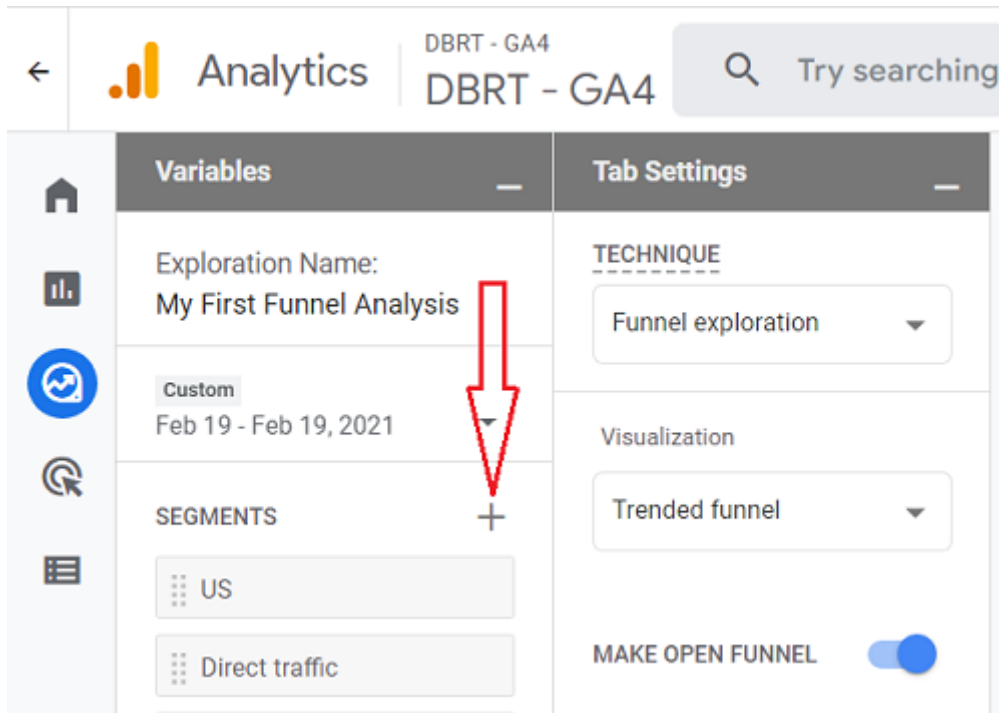 Analytics
DBRT - GA4
DBRT - GA4
Try searching
Variables
Exploration Name:
My First Funnel Analysis
Custom
Feb 19 - Feb 19, 2021
SEGMENTS
US
Direct traffic
Tab Settings
TECHNIQUE
Funnel exploration
Visualization
Trended funnel
MAKE OPEN FUNNEL